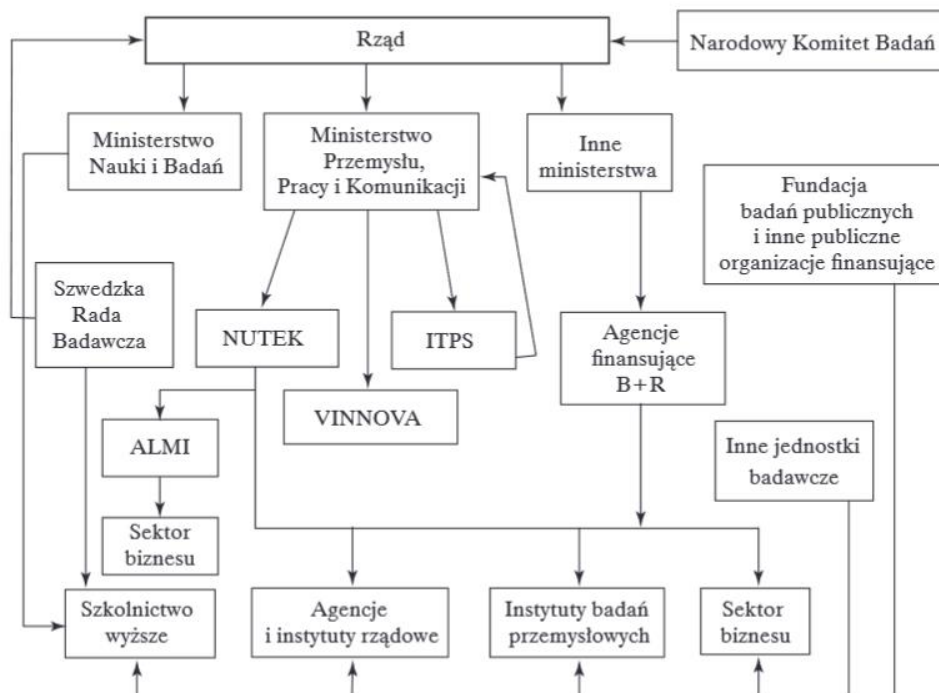 Rząd
Narodowy Komitet Badań
Ministerstwo
Nauki i Badań
Ministerstwo
Przemysłu,
Pracy i Komunikacji
Inne
ministerstwa
Fundacja
badań publicznych
i inne publiczne
organizacje finansujące
Szwedzka
Rada
Badawcza
NUTEK
ITPS
Agencje
finansujące
B+R
VINNOVA
ALMI
Inne jednostki
badawcze
Sektor
biznesu
Szkolnictwo
wyższe
Agencje
i instytuty rządowe
Instytuty badań
przemysłowych
Sektor
biznesu